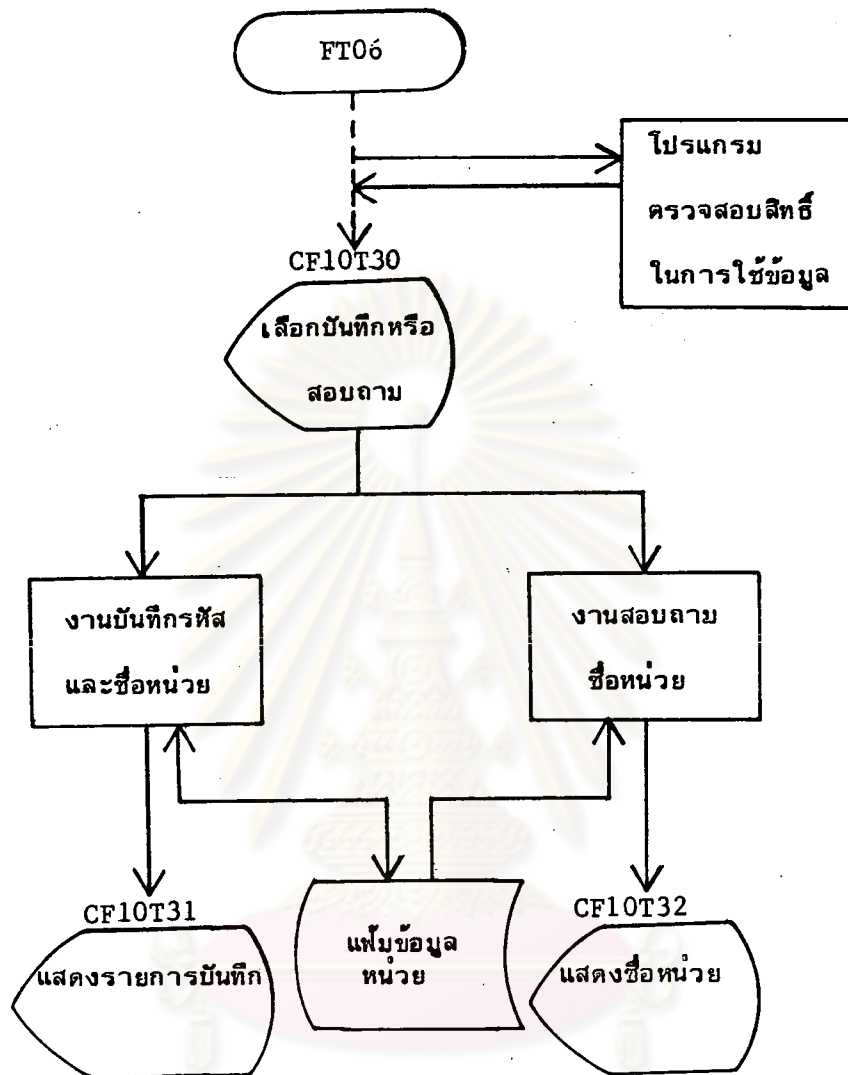 FT06
โปรแกรม
ตรวจสอบสิทธิ์
ในการใช้ข้อมูล
CF10T30
เลือกบันทึกหรือ
สอบถาม
งานบันทึกรหัส
และชื่อหน่วย
งานสอบถาม
ชื่อหน่วย
CF10T31
แสดงรายการบันทึก
แฟ้มข้อมูล
หน่วย
CF10T32
แสดงชื่อหน่วย